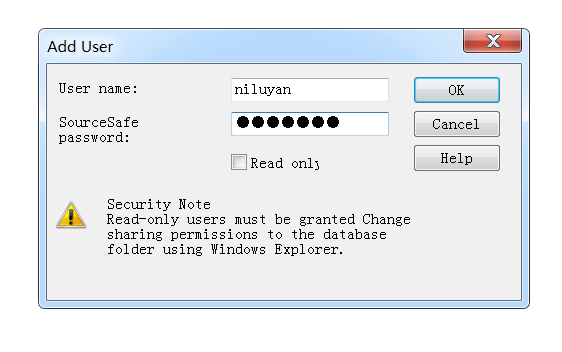 Add User
User name:
niluyan
OK
SourceSafe
password:
●●●●●●●
Cancel
Read only
Help
Security Note
Read-only users must be granted Change
sharing permissions to the database
folder using Windows Explorer.